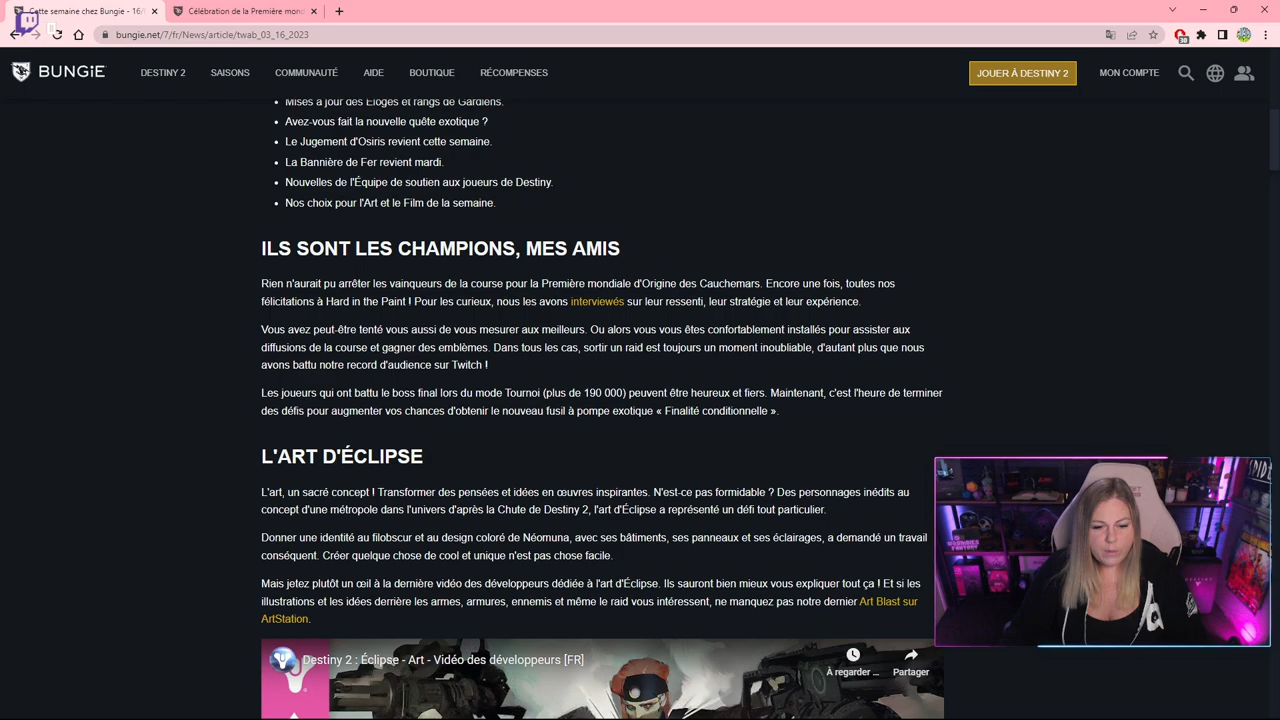 Cette semaine chez Bungie - 16/
Célébration de la Première mond
bungie.net/7/fr/News/article/twab_03_16_2023
BUNGiE
DESTINY 2
SAISONS
COMMUNAUTÉ
AIDE
BOUTIQUE
RÉCOMPENSES
JOUER À DESTINY 2
MON COMPTE
Mises à jour des Éloges et rangs de Gardiens.
Avez-vous fait la nouvelle quête exotique ?
Le Jugement d'Osiris revient cette semaine.
La Bannière de Fer revient mardi.
Nouvelles de l'Équipe de soutien aux joueurs de Destiny.
Nos choix pour l'Art et le Film de la semaine.
ILS SONT LES CHAMPIONS, MES AMIS
Rien n'aurait pu arrêter les vainqueurs de la course pour la Première mondiale d'Origine des Cauchemars. Encore une fois, toutes nos
félicitations à Hard in the Paint ! Pour les curieux, nous les avons interviewés sur leur ressenti, leur stratégie et leur expérience.
Vous avez peut-être tenté vous aussi de vous mesurer aux meilleurs. Ou alors vous vous êtes confortablement installés pour assister aux
diffusions de la course et gagner des emblèmes. Dans tous les cas, sortir un raid est toujours un moment inoubliable, d'autant plus que nous
avons battu notre record d'audience sur Twitch !
Les joueurs qui ont battu le boss final lors du mode Tournoi (plus de 190 000) peuvent être heureux et fiers. Maintenant, c'est l'heure de terminer
des défis pour augmenter vos chances d'obtenir le nouveau fusil à pompe exotique « Finalité conditionnelle ».
L'ART D'ÉCLIPSE
L'art, un sacré concept ! Transformer des pensées et idées en œuvres inspirantes. N'est-ce pas formidable ? Des personnages inédits au
concept d'une métropole dans l'univers d'après la Chute de Destiny 2, l'art d'Éclipse a représenté un défi tout particulier.
Donner une identité au filobscur et au design coloré de Néomuna, avec ses bâtiments, ses panneaux et ses éclairages, a demandé un travail
conséquent. Créer quelque chose de cool et unique n'est pas chose facile.
Mais jetez plutôt un œil à la dernière vidéo des développeurs dédiée à l'art d'Éclipse. Ils sauront bien mieux vous expliquer tout ça ! Et si les
illustrations et les idées derrière les armes, armures, ennemis et même le raid vous intéressent, ne manquez pas notre dernier Art Blast sur
ArtStation.
Destiny 2 : Éclipse - Art - Vidéo des développeurs [FR]
À regarder ...
Partager